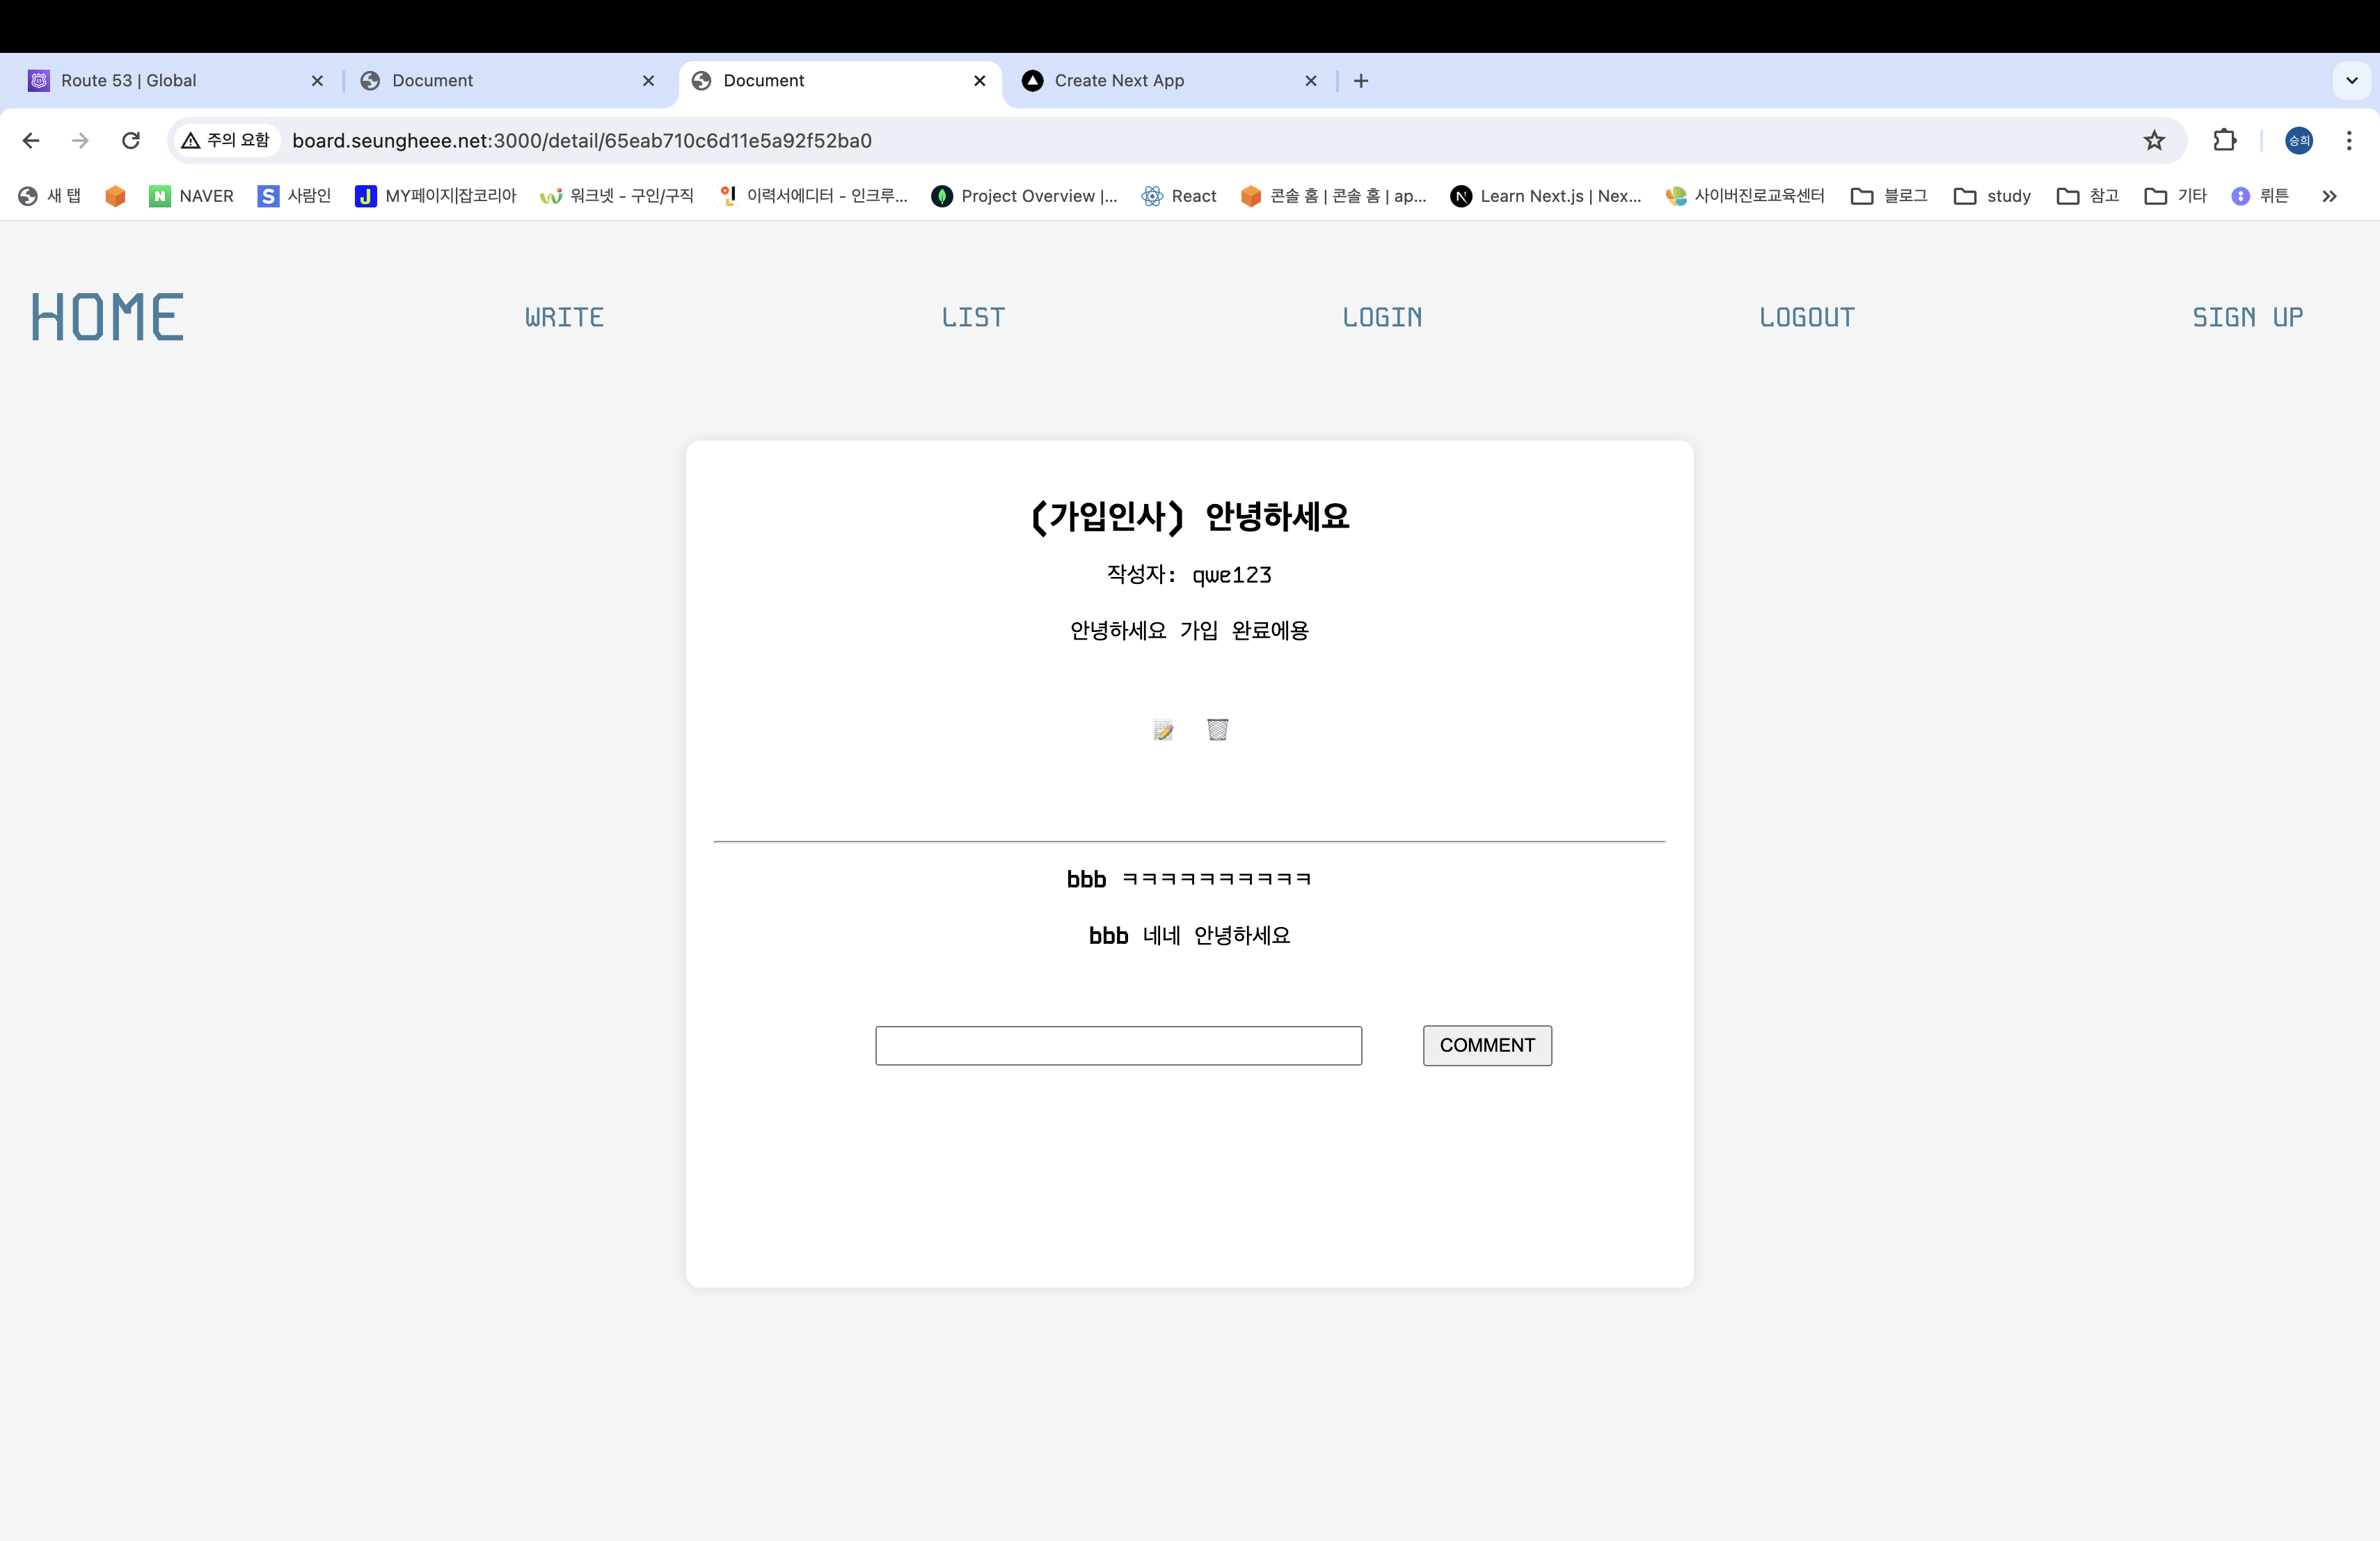 Route 53 | Global
Document
Document
Create Next App
주의 요함
board.seungheee.net:3000/detail/65eab710c6d11e5a92f52ba0
승희
새 탭
NAVER
사람인
MY페이지|잡코리아
워크넷 - 구인/구직
이력서에디터 - 인크루...
Project Overview |...
React
콘솔 홈 | 콘솔 홈 | ap...
Learn Next.js | Nex...
사이버진로교육센터
블로그
study
참고
기타
뤼튼
HOME
WRITE
LIST
LOGIN
LOGOUT
SIGN UP
(가입인사) 안녕하세요
작성자: qwe123
안녕하세요 가입 완료에용
bbb ㅋㅋㅋㅋㅋㅋㅋㅋㅋㅋ
bbb 네네 안녕하세요
COMMENT